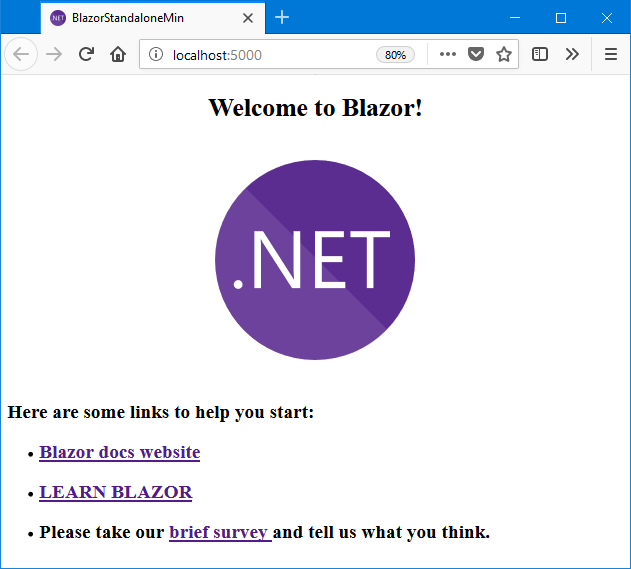 .NET BlazorStandaloneMin
localhost:5000 80%
Welcome to Blazor!
.NET
Here are some links to help you start:
• Blazor docs website
• LEARN BLAZOR
• Please take our brief survey and tell us what you think.